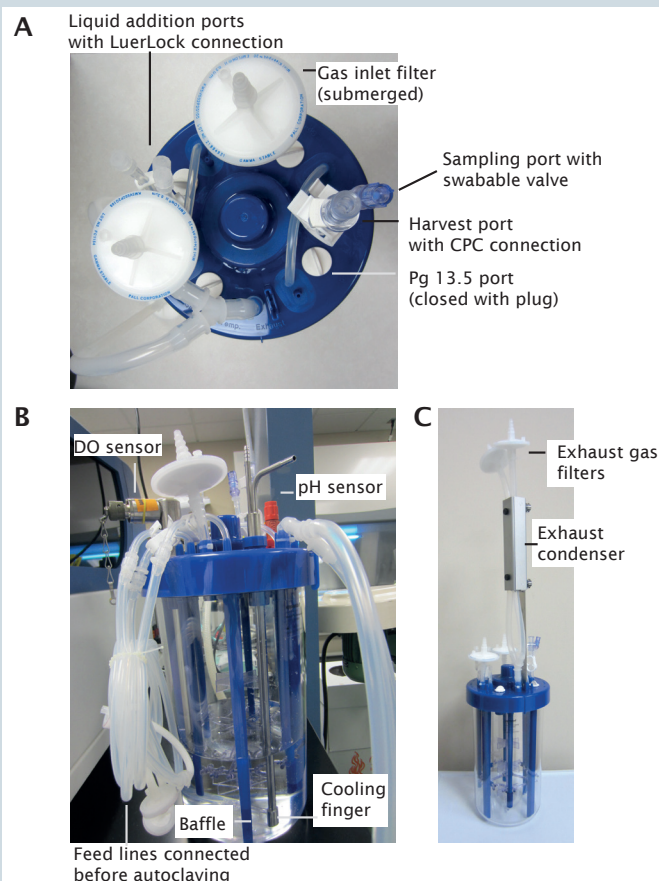 A
Liquid addition ports
with LuerLock connection
Gas inlet filter
(submerged)
Sampling port with
swabable valve
Harvest port
with CPC connection
Pg 13.5 port
(closed with plug)
emp.
B
DO sensor
pH sensor
Baffle
Cooling
finger
Feed lines connected
before autoclaving
C
Exhaust gas
filters
Exhaust
condenser